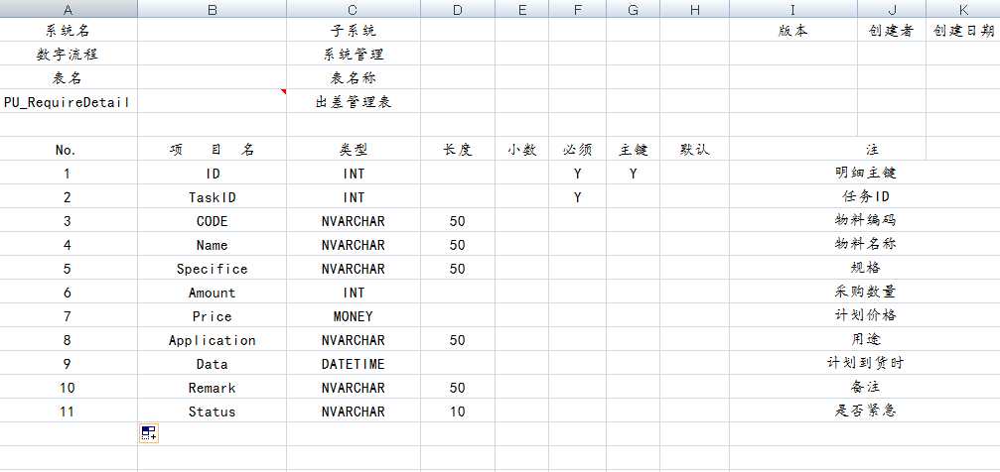 A B C D E F G H I J K
系统名 子系统 版本 创建者 创建日期
数字流程 系统管理
表名 表名称
PU_RequireDetail 出差管理表
No. 项 目 名 类型 长度 小数 必须 主键 默认 注
1 ID INT Y Y 明细主键
2 TaskID INT Y 任务ID
3 CODE NVARCHAR 50 物料编码
4 Name NVARCHAR 50 物料名称
5 Specifice NVARCHAR 50 规格
6 Amount INT 采购数量
7 Price MONEY 计划价格
8 Application NVARCHAR 50 用途
9 Data DATETIME 计划到货时
10 Remark NVARCHAR 50 备注
11 Status NVARCHAR 10 是否紧急